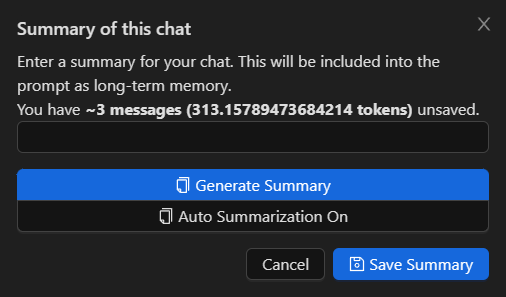 Summary of this chat
Enter a summary for your chat. This will be included into the
prompt as long-term memory.
You have ~3 messages (313.15789473684214 tokens) unsaved.
Generate Summary
Auto Summarization On
Cancel
Save Summary